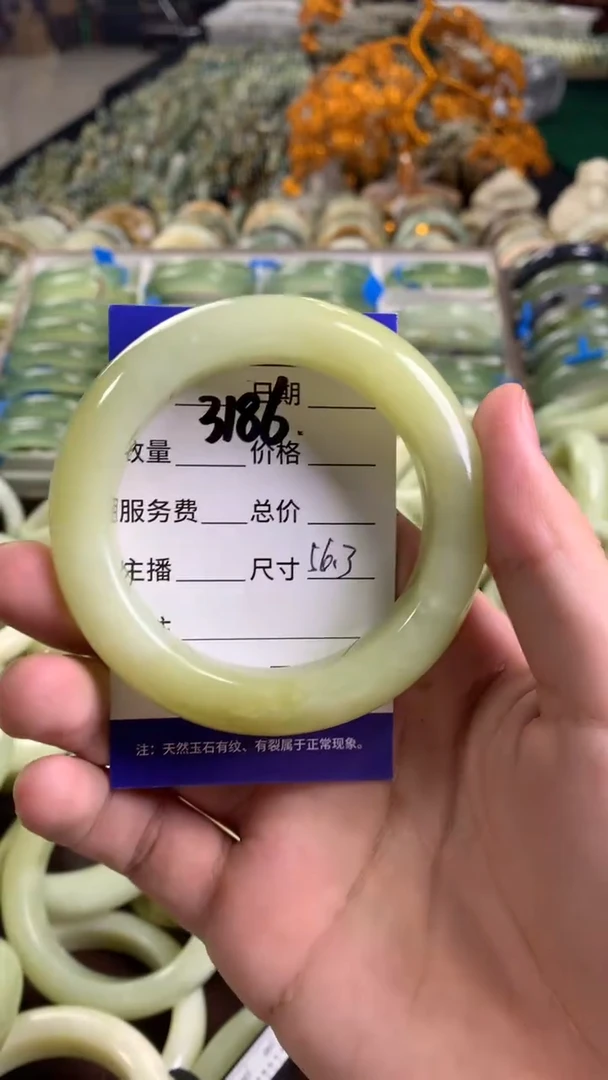 日期
3186
数量 价格
服务费 总价
主播 尺寸 56.3
注：天然玉石有纹、有裂属于正常现象。